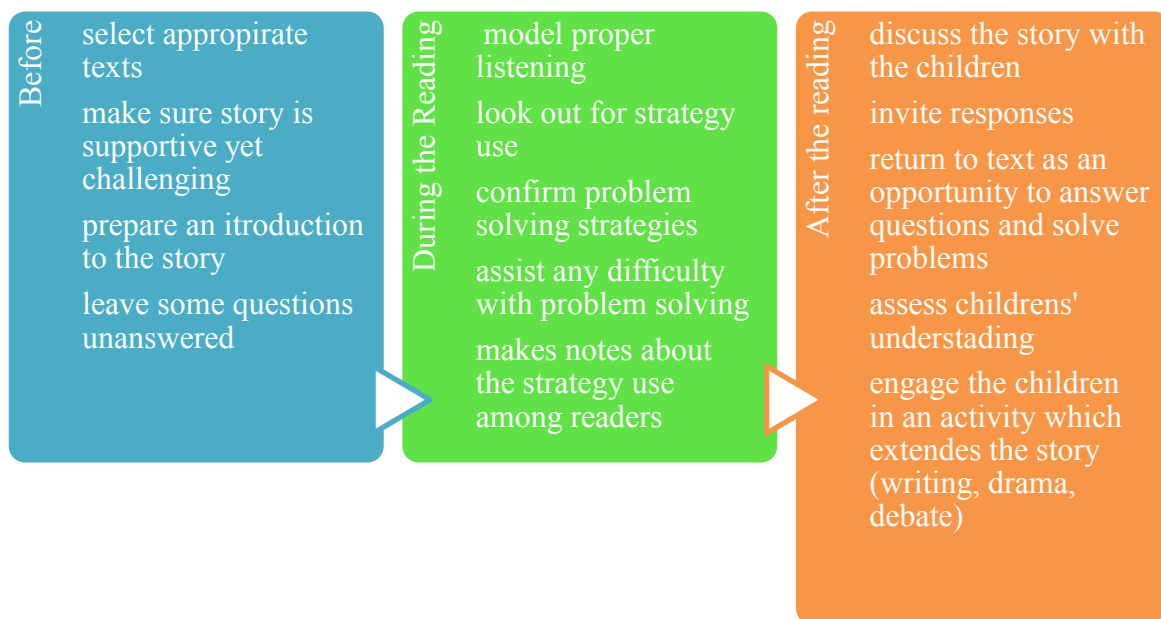 Before
select appropirate
texts
make sure story is
supportive yet
challenging
prepare an itroduction
to the story
leave some questions
unanswered
During the Reading
model proper
listening
look out for strategy
use
confirm problem
solving strategies
assist any difficulty
with problem solving
makes notes about
the strategy use
among readers
After the reading
discuss the story with
the children
invite responses
return to text as an
opportunity to answer
questions and solve
problems
assess childrens'
understading
engage the children
in an activity which
extendes the story
(writing, drama,
debate)